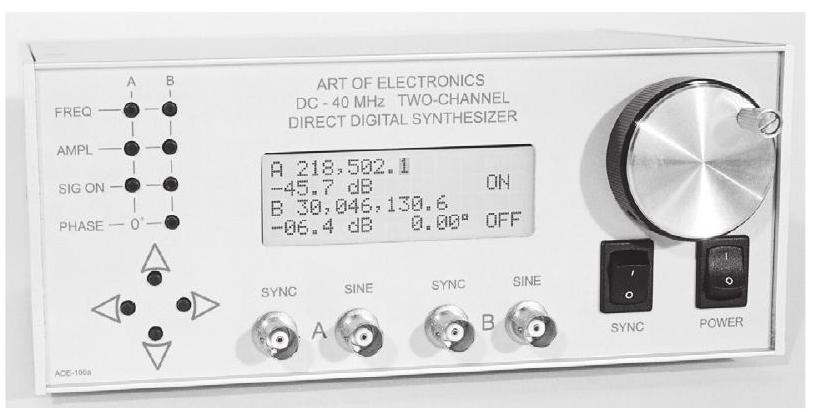 ART OF ELECTRONICS
DC - 40 MHz TWO-CHANNEL
DIRECT DIGITAL SYNTHESIZER
A B
FREQ
AMPL
SIG ON
PHASE 0°
A 218,502.1
-45.7 dB ON
B 30,046,130.6
-06.4 dB 0.00° OFF
SYNC A SINE
SYNC B SINE
I O
SYNC
I O
POWER
AOE-100a